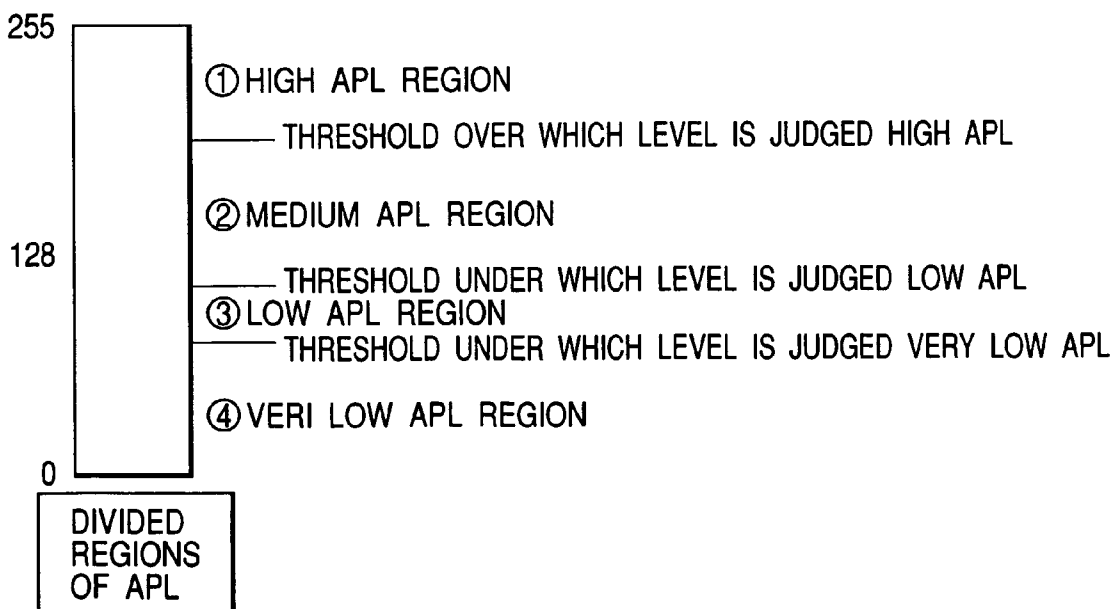 255
①HIGH APL REGION
THRESHOLD OVER WHICH LEVEL IS JUDGED HIGH APL
②MEDIUM APL REGION
128
THRESHOLD UNDER WHICH LEVEL IS JUDGED LOW APL
③LOW APL REGION
THRESHOLD UNDER WHICH LEVEL IS JUDGED VERY LOW APL
④VERI LOW APL REGION
0
DIVIDED
REGIONS
OF APL